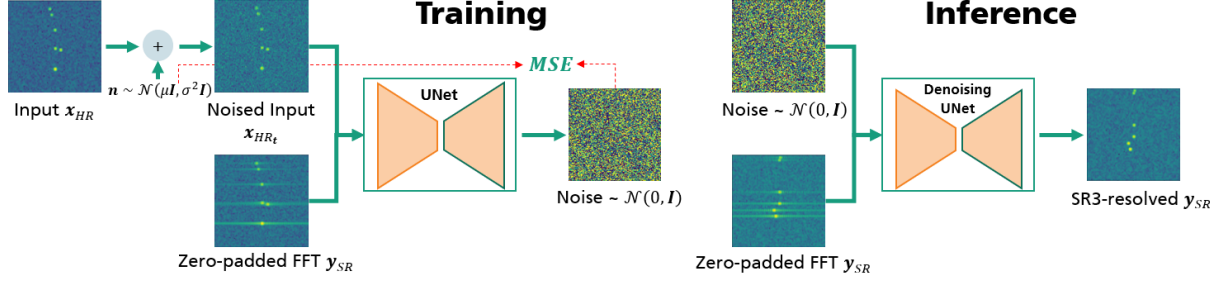 Training
+
n ~ 𝒩(μI, σ²I)
MSE
Input x_HR
Noised Input
x_HR_t
UNet
Noise ~ 𝒩(0, I)
Zero-padded FFT y_SR
Inference
Noise ~ 𝒩(0, I)
Denoising
UNet
SR3-resolved y_SR
Zero-padded FFT y_SR